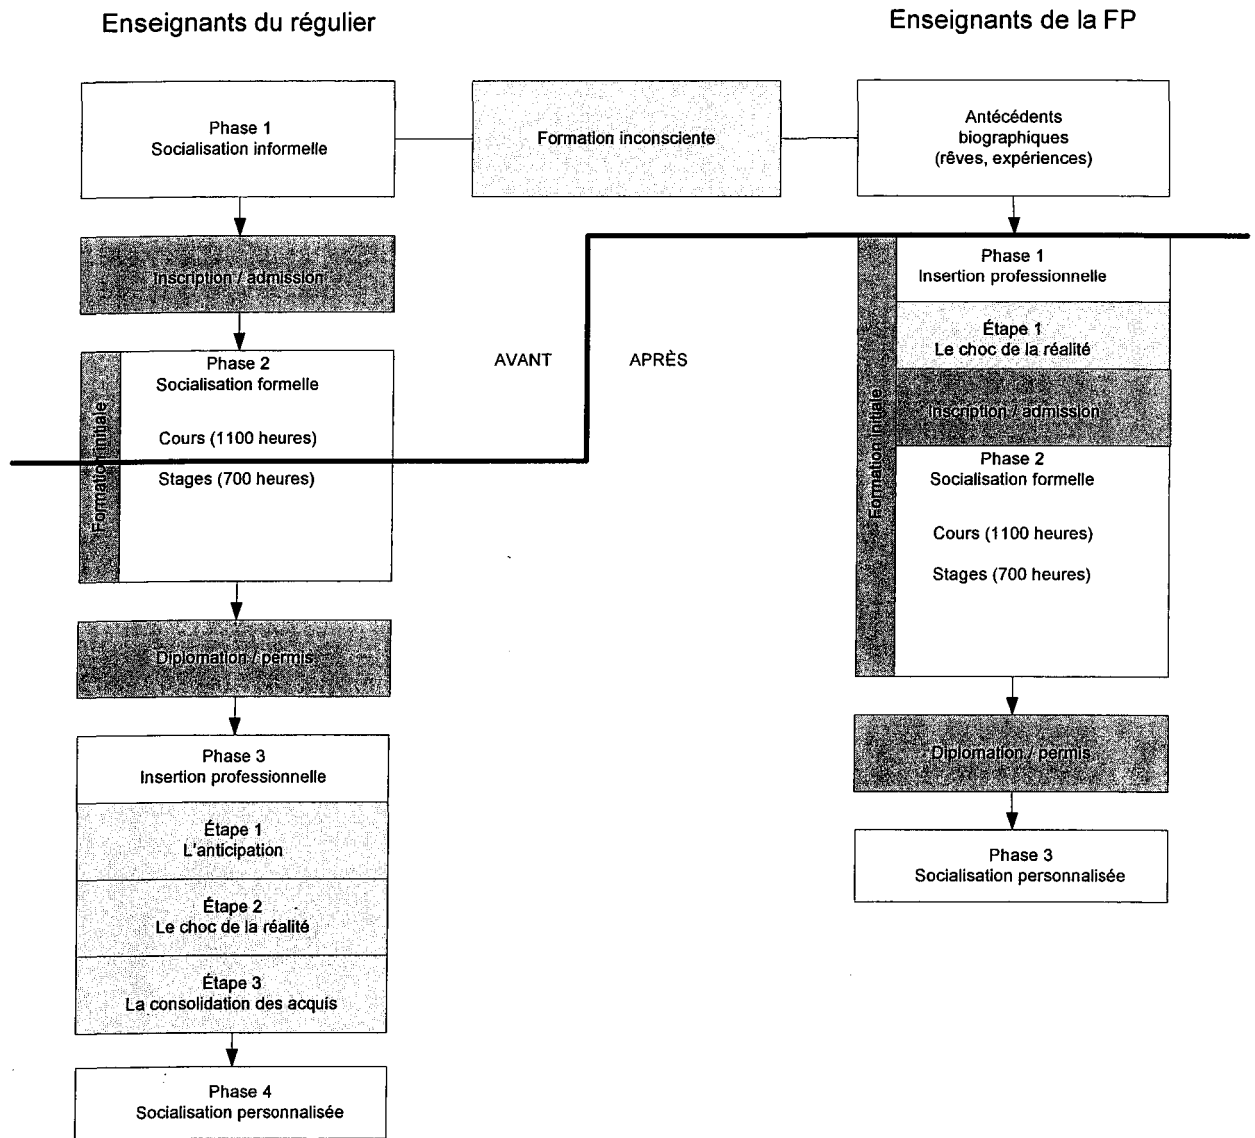 Enseignants du régulier
Enseignants de la FP
Phase 1
Socialisation informelle
Formation inconsciente
Antécédents
biographiques
(rêves, expériences)
Inscription / admission
Formation initiale
Phase 2
Socialisation formelle
Cours (1100 heures)
Stages (700 heures)
AVANT
APRÈS
Formation initiale
Phase 1
Insertion professionnelle
Étape 1
Le choc de la réalité
Inscription / admission
Phase 2
Socialisation formelle
Cours (1100 heures)
Stages (700 heures)
Diplomation / permis
Phase 3
Insertion professionnelle
Étape 1
L'anticipation
Étape 2
Le choc de la réalité
Étape 3
La consolidation des acquis
Phase 4
Socialisation personnalisée
Diplomation / permis
Phase 3
Socialisation personnalisée